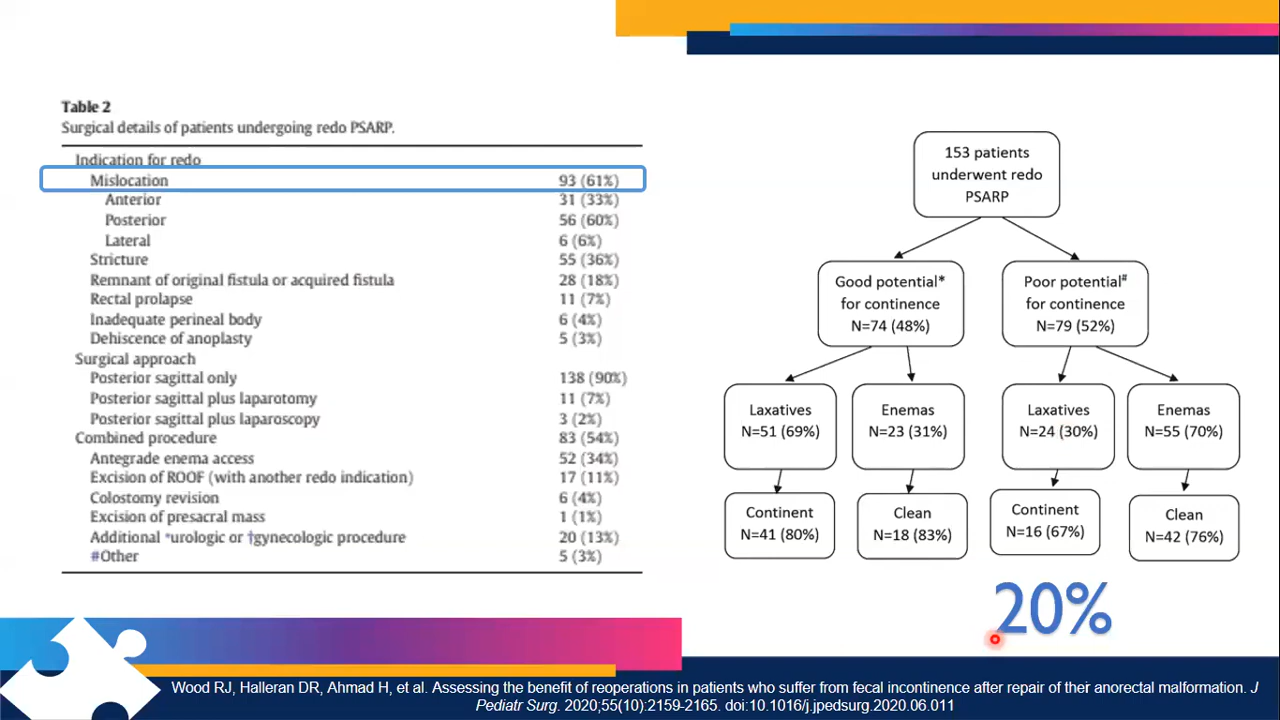 Table 2
Surgical details of patients undergoing redo PSARP.
Indication for redo
Mislocation 93 (61%)
Anterior 31 (33%)
Posterior 56 (60%)
Lateral 6 (6%)
Stricture 55 (36%)
Remnant of original fistula or acquired fistula 28 (18%)
Rectal prolapse 11 (7%)
Inadequate perineal body 6 (4%)
Dehiscence of anoplasty 5 (3%)
Surgical approach
Posterior sagittal only 138 (90%)
Posterior sagittal plus laparotomy 11 (7%)
Posterior sagittal plus laparoscopy 3 (2%)
Combined procedure 83 (54%)
Antegrade enema access 52 (34%)
Excision of ROOF (with another redo indication) 17 (11%)
Colostomy revision 6 (4%)
Excision of presacral mass 1 (1%)
Additional *urologic or †gynecologic procedure 20 (13%)
#Other 5 (3%)
153 patients
underwent redo
PSARP
Good potential*
for continence
N=74 (48%)
Poor potential#
for continence
N=79 (52%)
Laxatives
N=51 (69%)
Enemas
N=23 (31%)
Laxatives
N=24 (30%)
Enemas
N=55 (70%)
Continent
N=41 (80%)
Clean
N=18 (83%)
Continent
N=16 (67%)
Clean
N=42 (76%)
20%
Wood RJ, Halleran DR, Ahmad H, et al. Assessing the benefit of reoperations in patients who suffer from fecal incontinence after repair of their anorectal malformation. J
Pediatr Surg. 2020;55(10):2159-2165. doi:10.1016/j.jpedsurg.2020.06.011